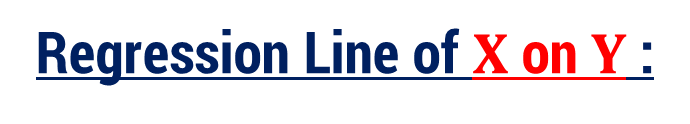 Regression Line of X on Y :